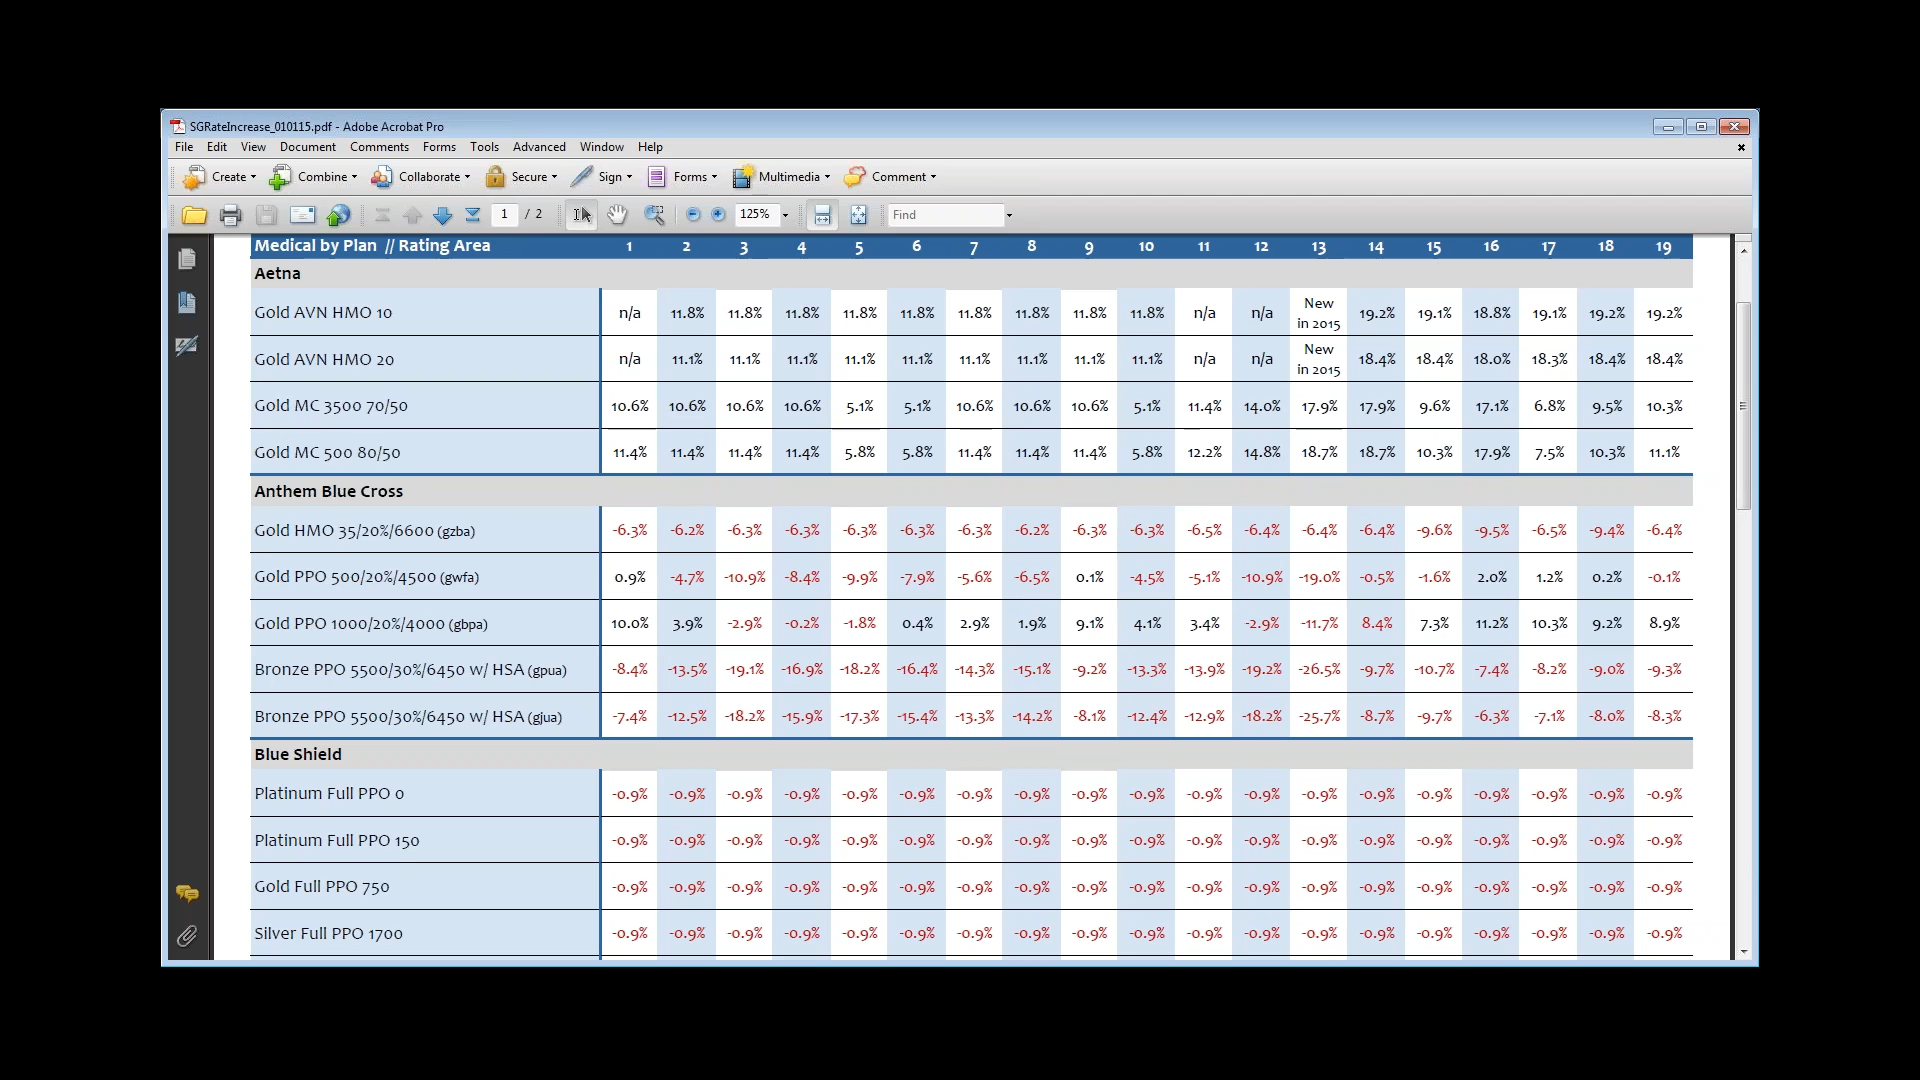 SGRateIncrease_010115.pdf - Adobe Acrobat Pro
File Edit View Document Comments Forms Tools Advanced Window Help
Create Combine Collaborate Secure Sign Forms Multimedia Comment
1 / 2 125% Find
Medical by Plan // Rating Area 1 2 3 4 5 6 7 8 9 10 11 12 13 14 15 16 17 18 19
Aetna
Gold AVN HMO 10 n/a 11.8% 11.8% 11.8% 11.8% 11.8% 11.8% 11.8% 11.8% 11.8% n/a n/a New in 2015 19.2% 19.1% 18.8% 19.1% 19.2% 19.2%
Gold AVN HMO 20 n/a 11.1% 11.1% 11.1% 11.1% 11.1% 11.1% 11.1% 11.1% 11.1% n/a n/a New in 2015 18.4% 18.4% 18.0% 18.3% 18.4% 18.4%
Gold MC 3500 70/50 10.6% 10.6% 10.6% 10.6% 5.1% 5.1% 10.6% 10.6% 10.6% 5.1% 11.4% 14.0% 17.9% 17.9% 9.6% 17.1% 6.8% 9.5% 10.3%
Gold MC 500 80/50 11.4% 11.4% 11.4% 11.4% 5.8% 5.8% 11.4% 11.4% 11.4% 5.8% 12.2% 14.8% 18.7% 18.7% 10.3% 17.9% 7.5% 10.3% 11.1%
Anthem Blue Cross
Gold HMO 35/20%/6600 (gzba) -6.3% -6.2% -6.3% -6.3% -6.3% -6.3% -6.3% -6.2% -6.3% -6.3% -6.5% -6.4% -6.4% -6.4% -9.6% -9.5% -6.5% -9.4% -6.4%
Gold PPO 500/20%/4500 (gwfa) 0.9% -4.7% -10.9% -8.4% -9.9% -7.9% -5.6% -6.5% 0.1% -4.5% -5.1% -10.9% -19.0% -0.5% -1.6% 2.0% 1.2% 0.2% -0.1%
Gold PPO 1000/20%/4000 (gbpa) 10.0% 3.9% -2.9% -0.2% -1.8% 0.4% 2.9% 1.9% 9.1% 4.1% 3.4% -2.9% -11.7% 8.4% 7.3% 11.2% 10.3% 9.2% 8.9%
Bronze PPO 5500/30%/6450 w/ HSA (gpua) -8.4% -13.5% -19.1% -16.9% -18.2% -16.4% -14.3% -15.1% -9.2% -13.3% -13.9% -19.2% -26.5% -9.7% -10.7% -7.4% -8.2% -9.0% -9.3%
Bronze PPO 5500/30%/6450 w/ HSA (gjua) -7.4% -12.5% -18.2% -15.9% -17.3% -15.4% -13.3% -14.2% -8.1% -12.4% -12.9% -18.2% -25.7% -8.7% -9.7% -6.3% -7.1% -8.0% -8.3%
Blue Shield
Platinum Full PPO 0 -0.9% -0.9% -0.9% -0.9% -0.9% -0.9% -0.9% -0.9% -0.9% -0.9% -0.9% -0.9% -0.9% -0.9% -0.9% -0.9% -0.9% -0.9% -0.9%
Platinum Full PPO 150 -0.9% -0.9% -0.9% -0.9% -0.9% -0.9% -0.9% -0.9% -0.9% -0.9% -0.9% -0.9% -0.9% -0.9% -0.9% -0.9% -0.9% -0.9% -0.9%
Gold Full PPO 750 -0.9% -0.9% -0.9% -0.9% -0.9% -0.9% -0.9% -0.9% -0.9% -0.9% -0.9% -0.9% -0.9% -0.9% -0.9% -0.9% -0.9% -0.9% -0.9%
Silver Full PPO 1700 -0.9% -0.9% -0.9% -0.9% -0.9% -0.9% -0.9% -0.9% -0.9% -0.9% -0.9% -0.9% -0.9% -0.9% -0.9% -0.9% -0.9% -0.9% -0.9%